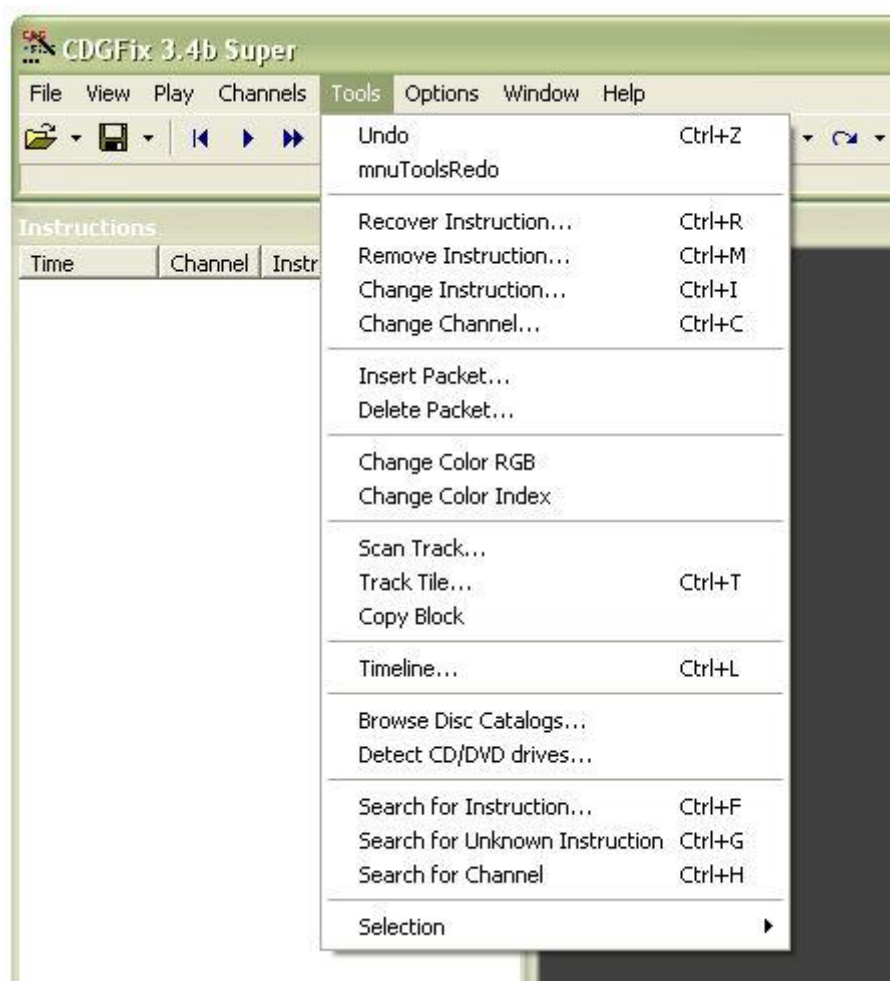 CDGFix 3.4b Super
File View Play Channels Tools Options Window Help
Instructions
Time Channel Instr
Undo Ctrl+Z
mnuToolsRedo
Recover Instruction... Ctrl+R
Remove Instruction... Ctrl+M
Change Instruction... Ctrl+I
Change Channel... Ctrl+C
Insert Packet...
Delete Packet...
Change Color RGB
Change Color Index
Scan Track...
Track Tile... Ctrl+T
Copy Block
Timeline... Ctrl+L
Browse Disc Catalogs...
Detect CD/DVD drives...
Search for Instruction... Ctrl+F
Search for Unknown Instruction Ctrl+G
Search for Channel Ctrl+H
Selection